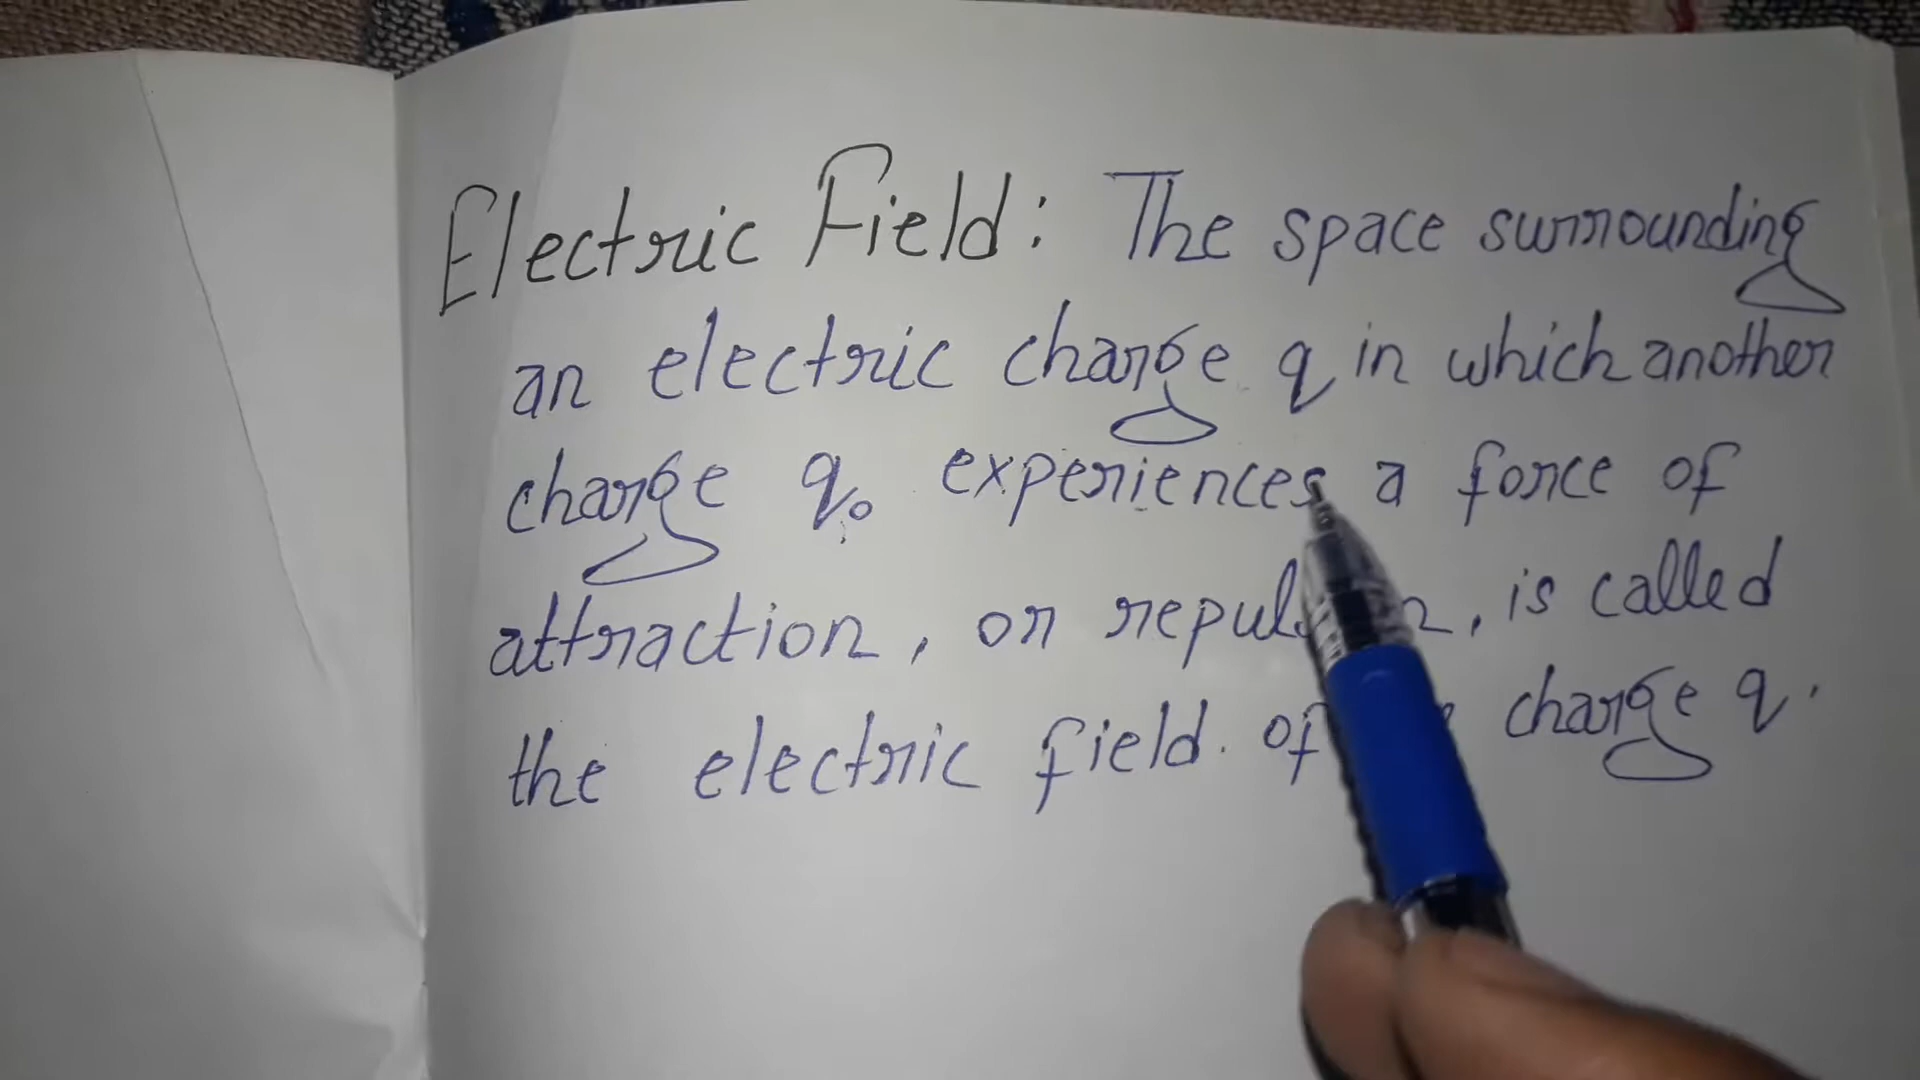 Electric Field: The space surrounding
an electric charge q in which another
charge q₀ experiences a force of
attraction, or is called
the electric field. of charge q.